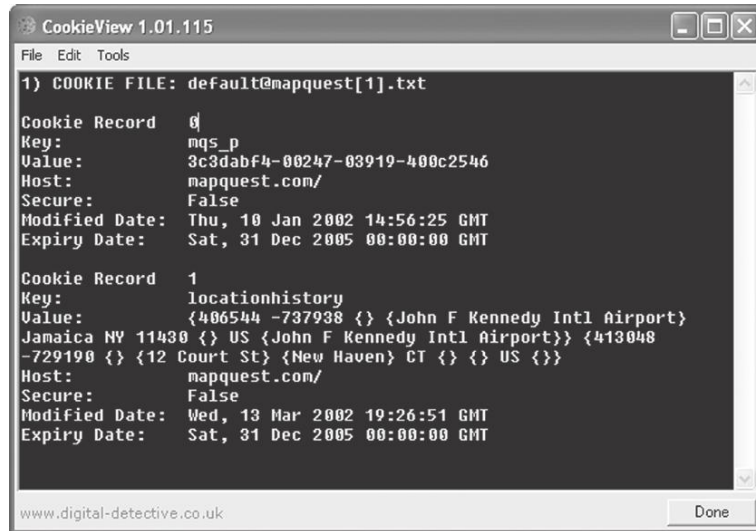 CookieView 1.01.115
File Edit Tools
1) COOKIE FILE: default@mapquest[1].txt
Cookie Record 0
Key: mqs_p
Value: 3c3dabf4-00247-03919-400c2546
Host: mapquest.com/
Secure: False
Modified Date: Thu, 10 Jan 2002 14:56:25 GMT
Expiry Date: Sat, 31 Dec 2005 00:00:00 GMT
Cookie Record 1
Key: locationhistory
Value: {406544 -737938 {} {John F Kennedy Intl Airport}
Jamaica NY 11430 {} US {John F Kennedy Intl Airport}} {413048
-729190 {} {12 Court St} {New Haven} CT {} {} US {}}
Host: mapquest.com/
Secure: False
Modified Date: Wed, 13 Mar 2002 19:26:51 GMT
Expiry Date: Sat, 31 Dec 2005 00:00:00 GMT
www.digital-detective.co.uk
Done